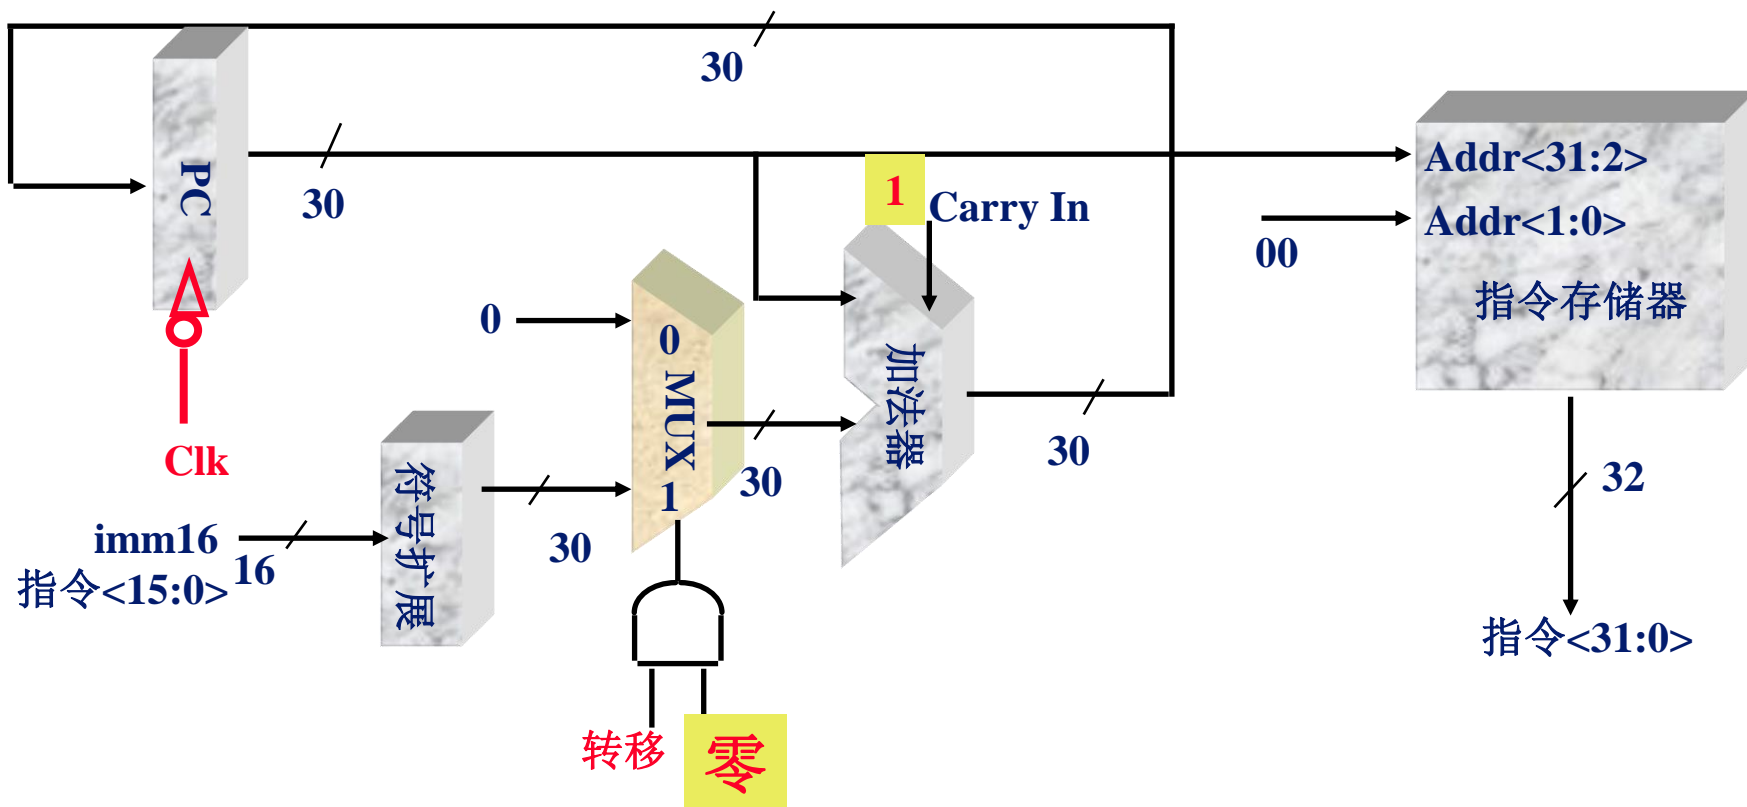 30
PC
30
1
Carry In
Addr<31:2>
Addr<1:0>
00
指令存储器
0
0
MUX
1
加法器
30
30
Clk
符号扩展
30
imm16
16
指令<15:0>
32
指令<31:0>
转移
零